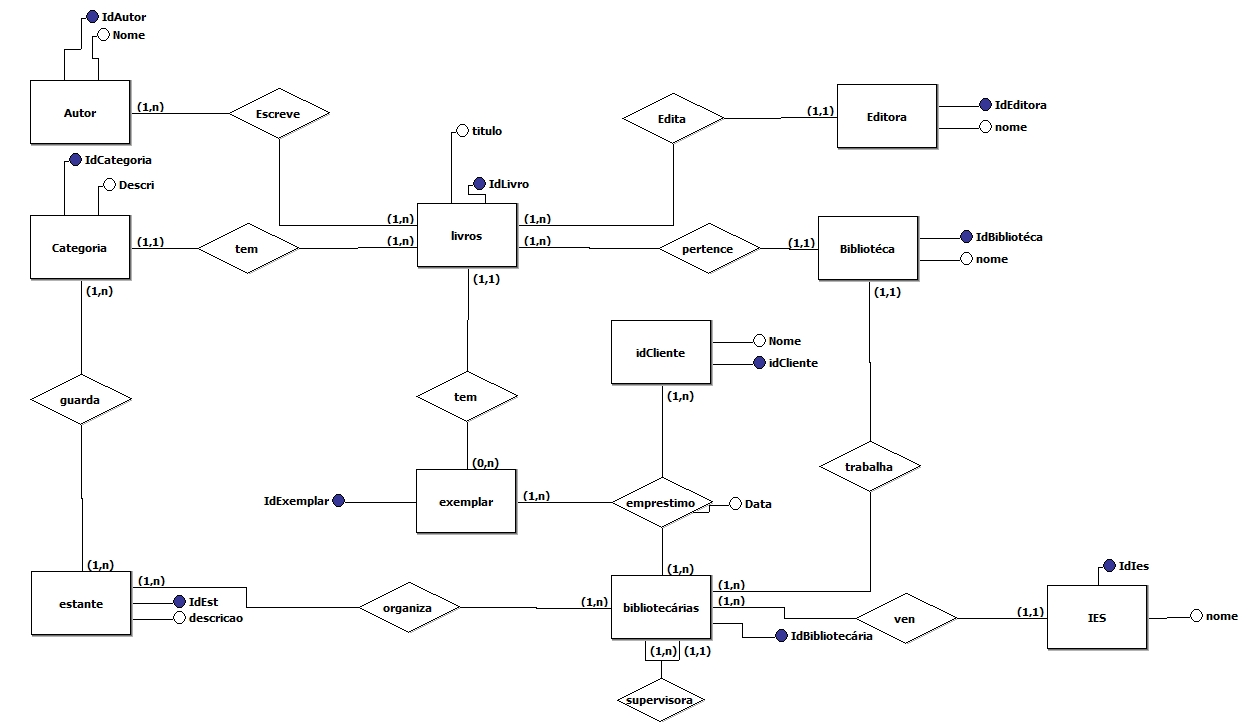 IdAutor
Nome
Autor
(1,n)
Escreve
Edita
(1,1)
Editora
IdEditora
nome
titulo
IdLivro
IdCategoria
Descri
(1,n)
livros
(1,n)
(1,n)
(1,n)
Categoria
(1,1)
tem
pertence
(1,1)
Bibliotéca
IdBibliotéca
nome
(1,n)
(1,1)
(1,1)
idCliente
Nome
idCliente
(1,n)
guarda
tem
trabalha
(0,n)
IdExemplar
exemplar
(1,n)
emprestimo
Data
(1,n)
estante
(1,n)
IdEst
descricao
organiza
(1,n)
(1,n)
bibliotecárias
(1,n)
(1,n)
IdBibliotecária
ven
(1,1)
IES
IdIes
nome
(1,n)
(1,1)
supervisora